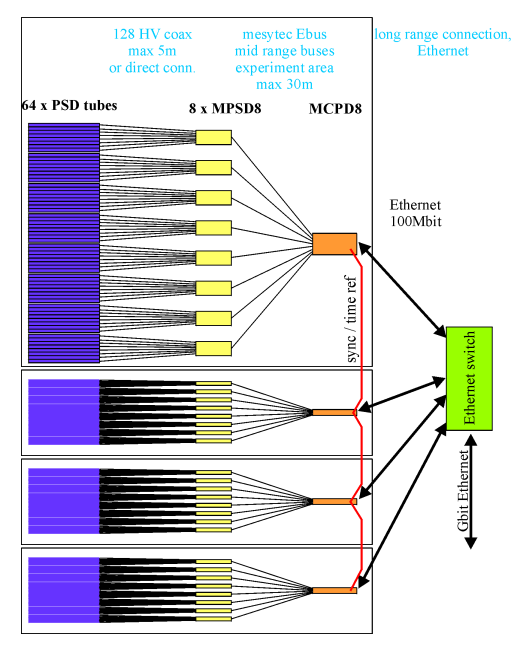 128 HV coax
max 5m
or direct conn.
mesytec Ebus
mid range buses
experiment area
max 30m
long range connection,
Ethernet
64 x PSD tubes
8 x MPSD8
MCPD8
Ethernet
100Mbit
sync / time ref
Ethernet switch
Gbit Ethernet